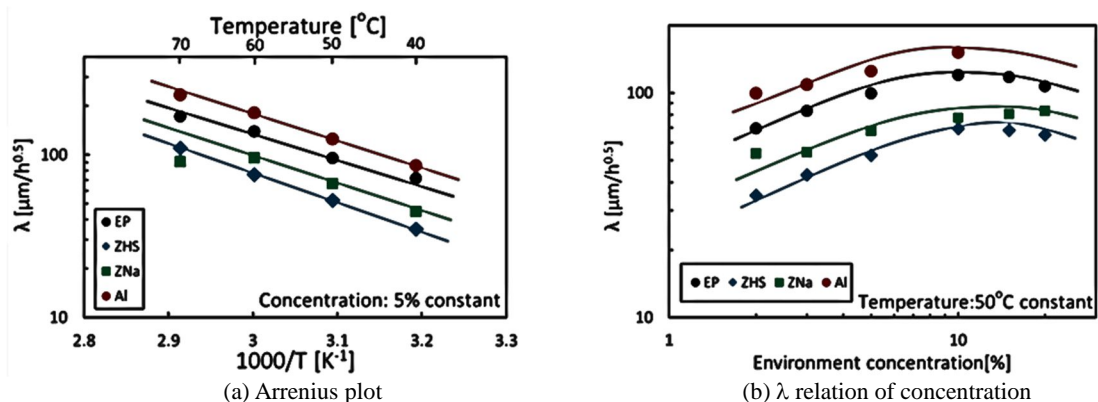 Temperature [°C]
70 60 50 40
100
10
λ [µm/h^0.5]
EP
ZHS
ZNa
Al
Concentration: 5% constant
2.8 2.9 3 3.1 3.2 3.3
1000/T [K⁻¹]
(a) Arrenius plot
100
10
λ [µm/h^0.5]
EP ZHS ZNa Al
Temperature:50°C constant
1 10
Environment concentration[%]
(b) λ relation of concentration